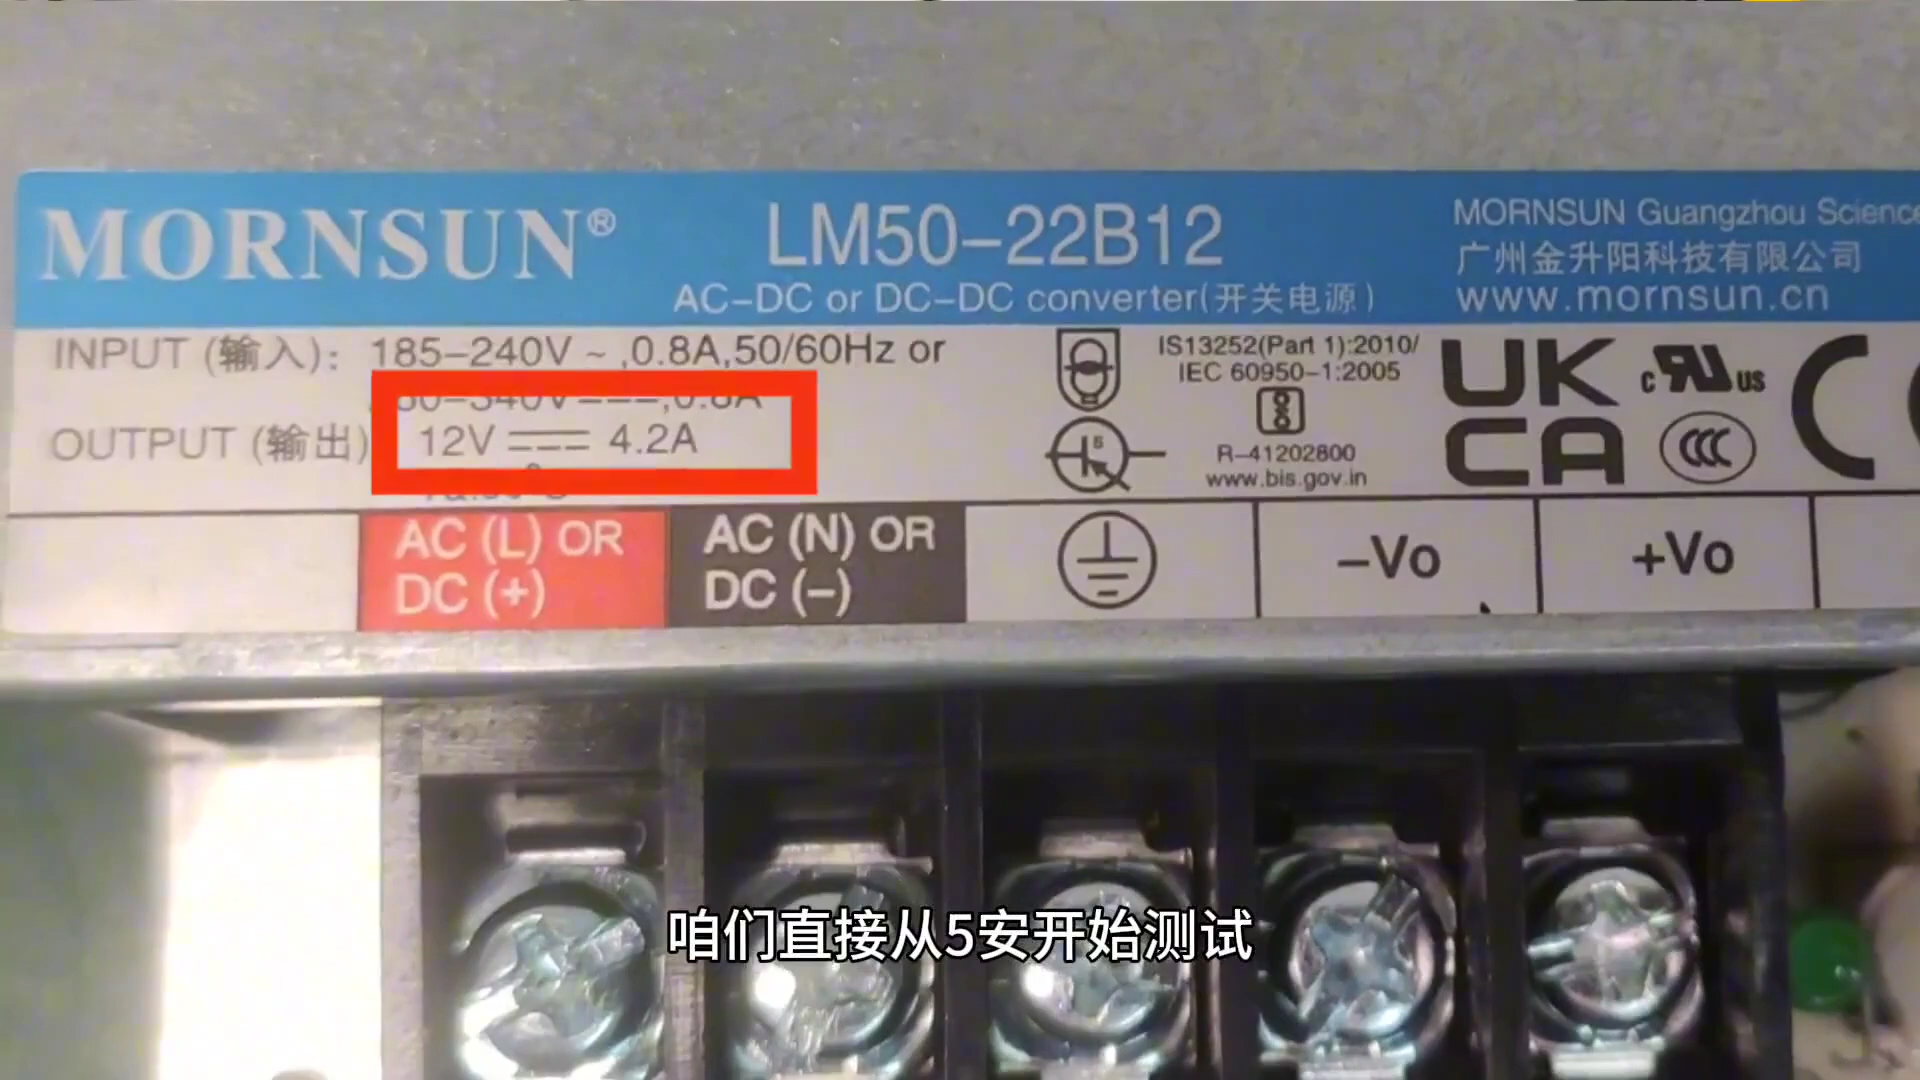 MORNSUN®
LM50-22B12
AC-DC or DC-DC converter(开关电源)
MORNSUN Guangzhou Science
广州金升阳科技有限公司
www.mornsun.cn
INPUT (输入): 185-240V ~ ,0.8A,50/60Hz or
OUTPUT (输出) 12V 4.2A
IS13252(Part 1):2010/
IEC 60950-1:2005
R-41202800
www.bis.gov.in
UK
CA
c RU US
CCC
CE
AC (L) OR
DC (+)
AC (N) OR
DC (-)
-Vo
+Vo
咱们直接从5安开始测试